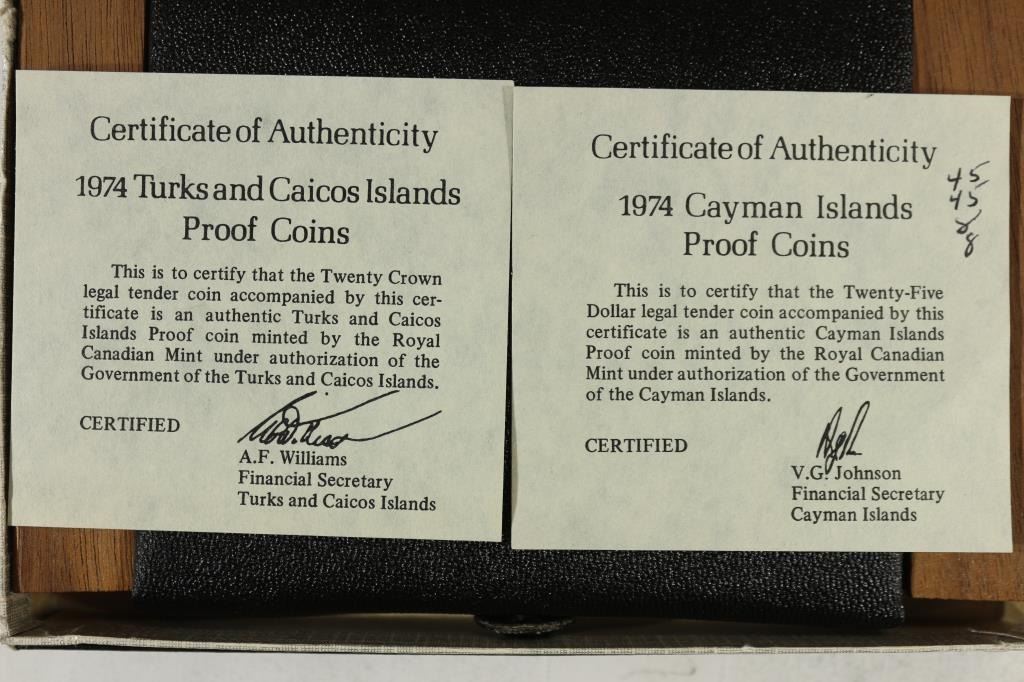 Certificate of Authenticity
1974 Turks and Caicos Islands
Proof Coins
This is to certify that the Twenty Crown
legal tender coin accompanied by this cer-
tificate is an authentic Turks and Caicos
Islands Proof coin minted by the Royal
Canadian Mint under authorization of the
Government of the Turks and Caicos Islands.
CERTIFIED
A.F. Williams
Financial Secretary
Turks and Caicos Islands
Certificate of Authenticity
1974 Cayman Islands
Proof Coins
This is to certify that the Twenty-Five
Dollar legal tender coin accompanied by this
certificate is an authentic Cayman Islands
Proof coin minted by the Royal Canadian
Mint under authorization of the Government
of the Cayman Islands.
CERTIFIED
V.G. Johnson
Financial Secretary
Cayman Islands
45
45
8